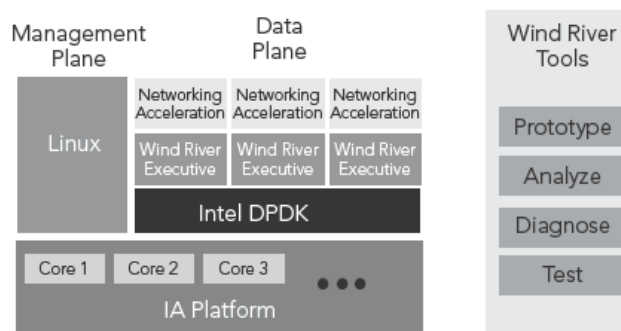 Management
Plane
Data
Plane
Linux
Networking
Acceleration
Networking
Acceleration
Networking
Acceleration
Wind River
Executive
Wind River
Executive
Wind River
Executive
Intel DPDK
Core 1
Core 2
Core 3
IA Platform
Wind River
Tools
Prototype
Analyze
Diagnose
Test